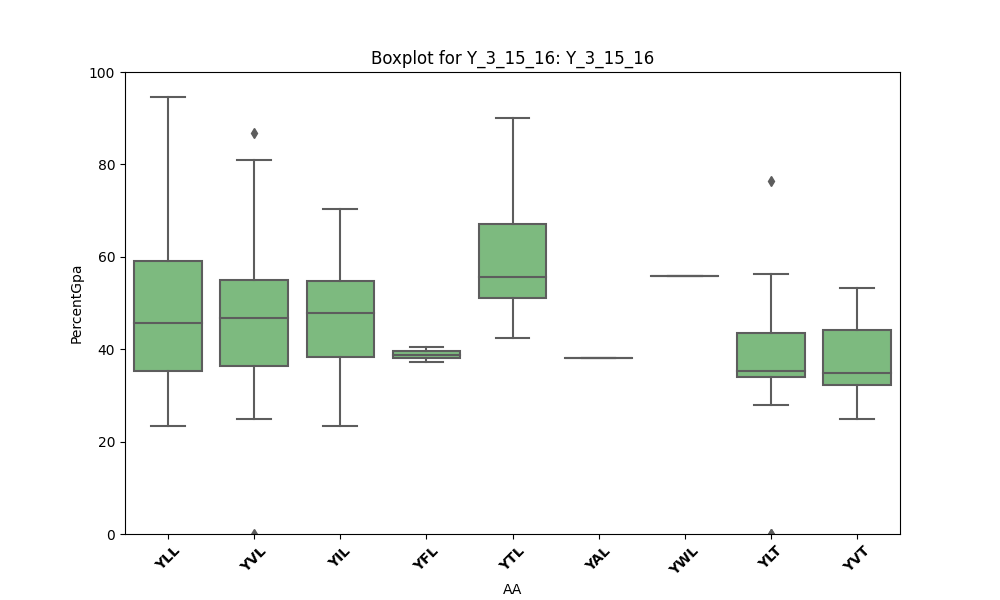 Boxplot for Y_3_15_16: Y_3_15_16
100
80
60
40
20
0
PercentGpa
YLL YVL YIL YFL YTL YAL YWL YLT YVT
AA